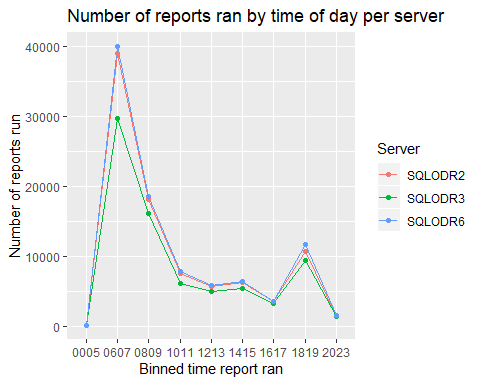 Number of reports ran by time of day per server
Number of reports run
40000
30000
20000
10000
0
0005 0607 0809 1011 1213 1415 1617 1819 2023
Binned time report ran
Server
SQLODR2
SQLODR3
SQLODR6